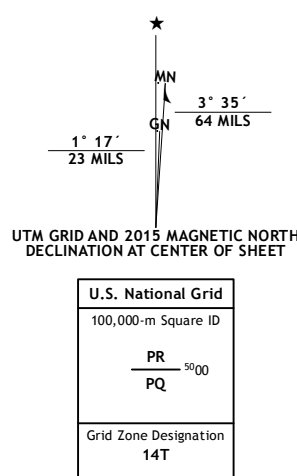 ★
MN
GN
3° 35´
64 MILS
1° 17´
23 MILS
UTM GRID AND 2015 MAGNETIC NORTH
DECLINATION AT CENTER OF SHEET
U.S. National Grid
100,000-m Square ID
PR
5000
PQ
Grid Zone Designation
14T